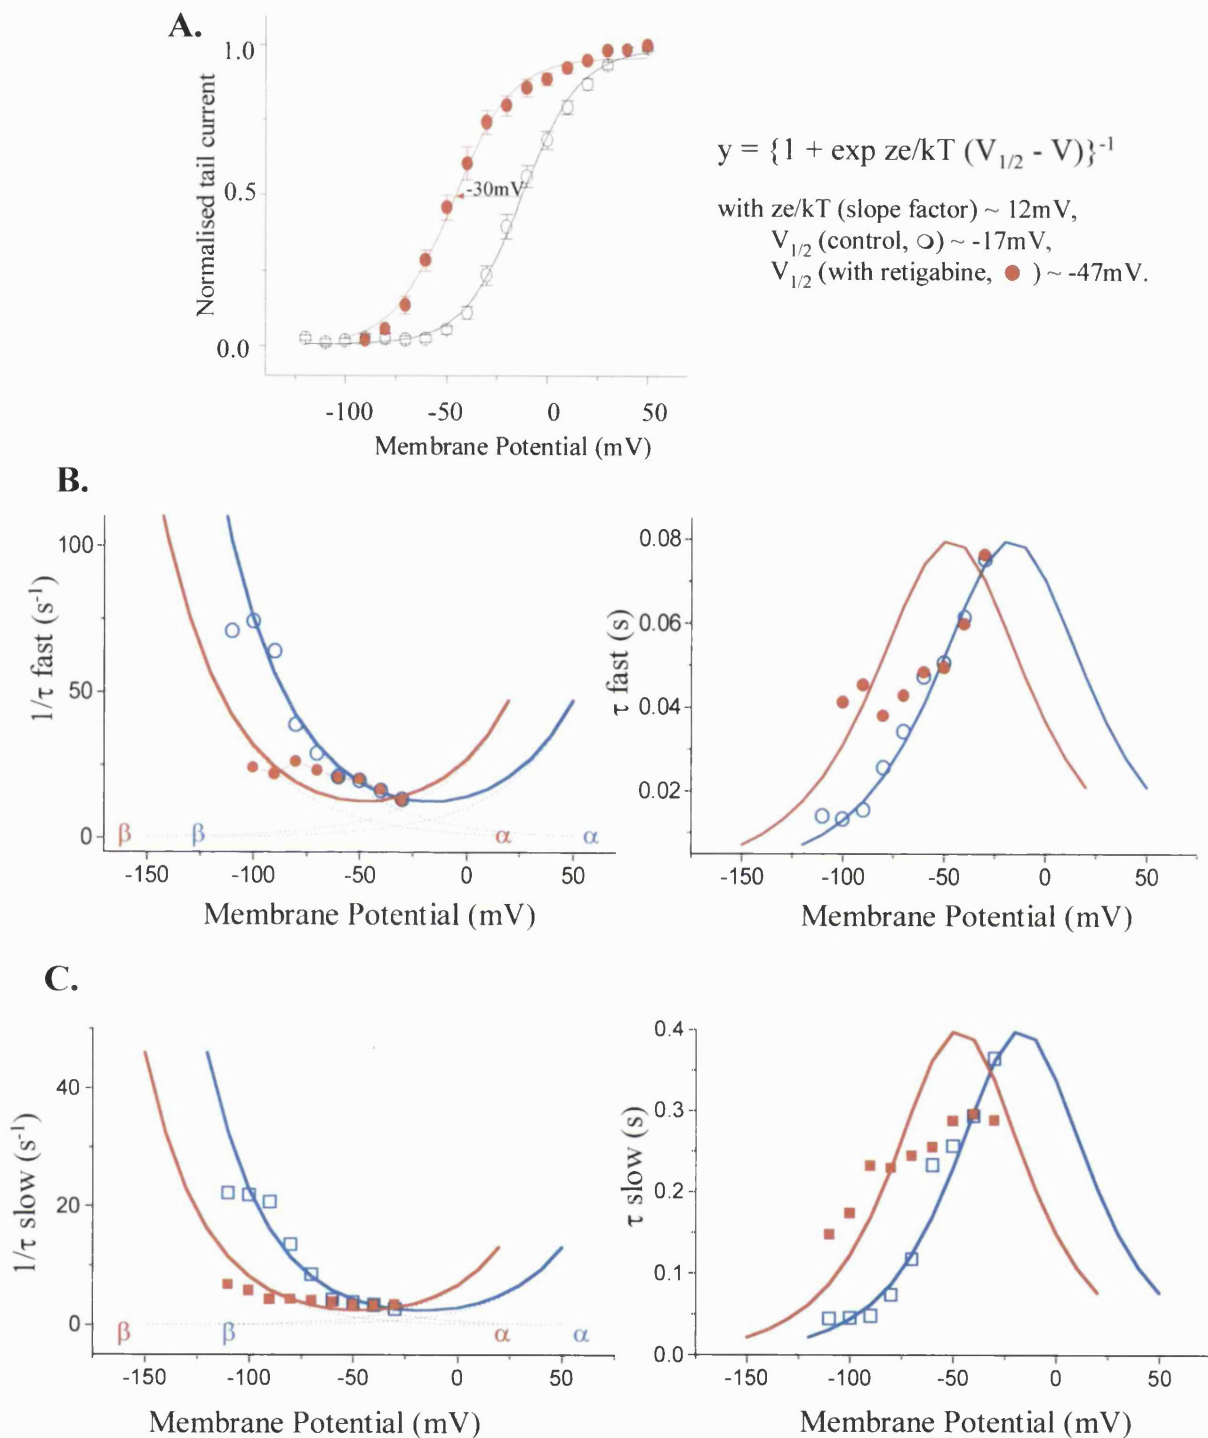 A.
1.0
0.5
0.0
Normalised tail current
-30mV
-100 -50 0 50
Membrane Potential (mV)
y = {1 + exp ze/kT (V1/2 - V)}-1
with ze/kT (slope factor) ~ 12mV,
V1/2 (control, ○) ~ -17mV,
V1/2 (with retigabine, ● ) ~ -47mV.
B.
100
50
0
1/τ fast (s-1)
β β α α
-150 -100 -50 0 50
Membrane Potential (mV)
0.08
0.06
0.04
0.02
τ fast (s)
-150 -100 -50 0 50
Membrane Potential (mV)
C.
40
20
0
1/τ slow (s-1)
β β α α
-150 -100 -50 0 50
Membrane Potential (mV)
0.4
0.3
0.2
0.1
0.0
τ slow (s)
-150 -100 -50 0 50
Membrane Potential (mV)